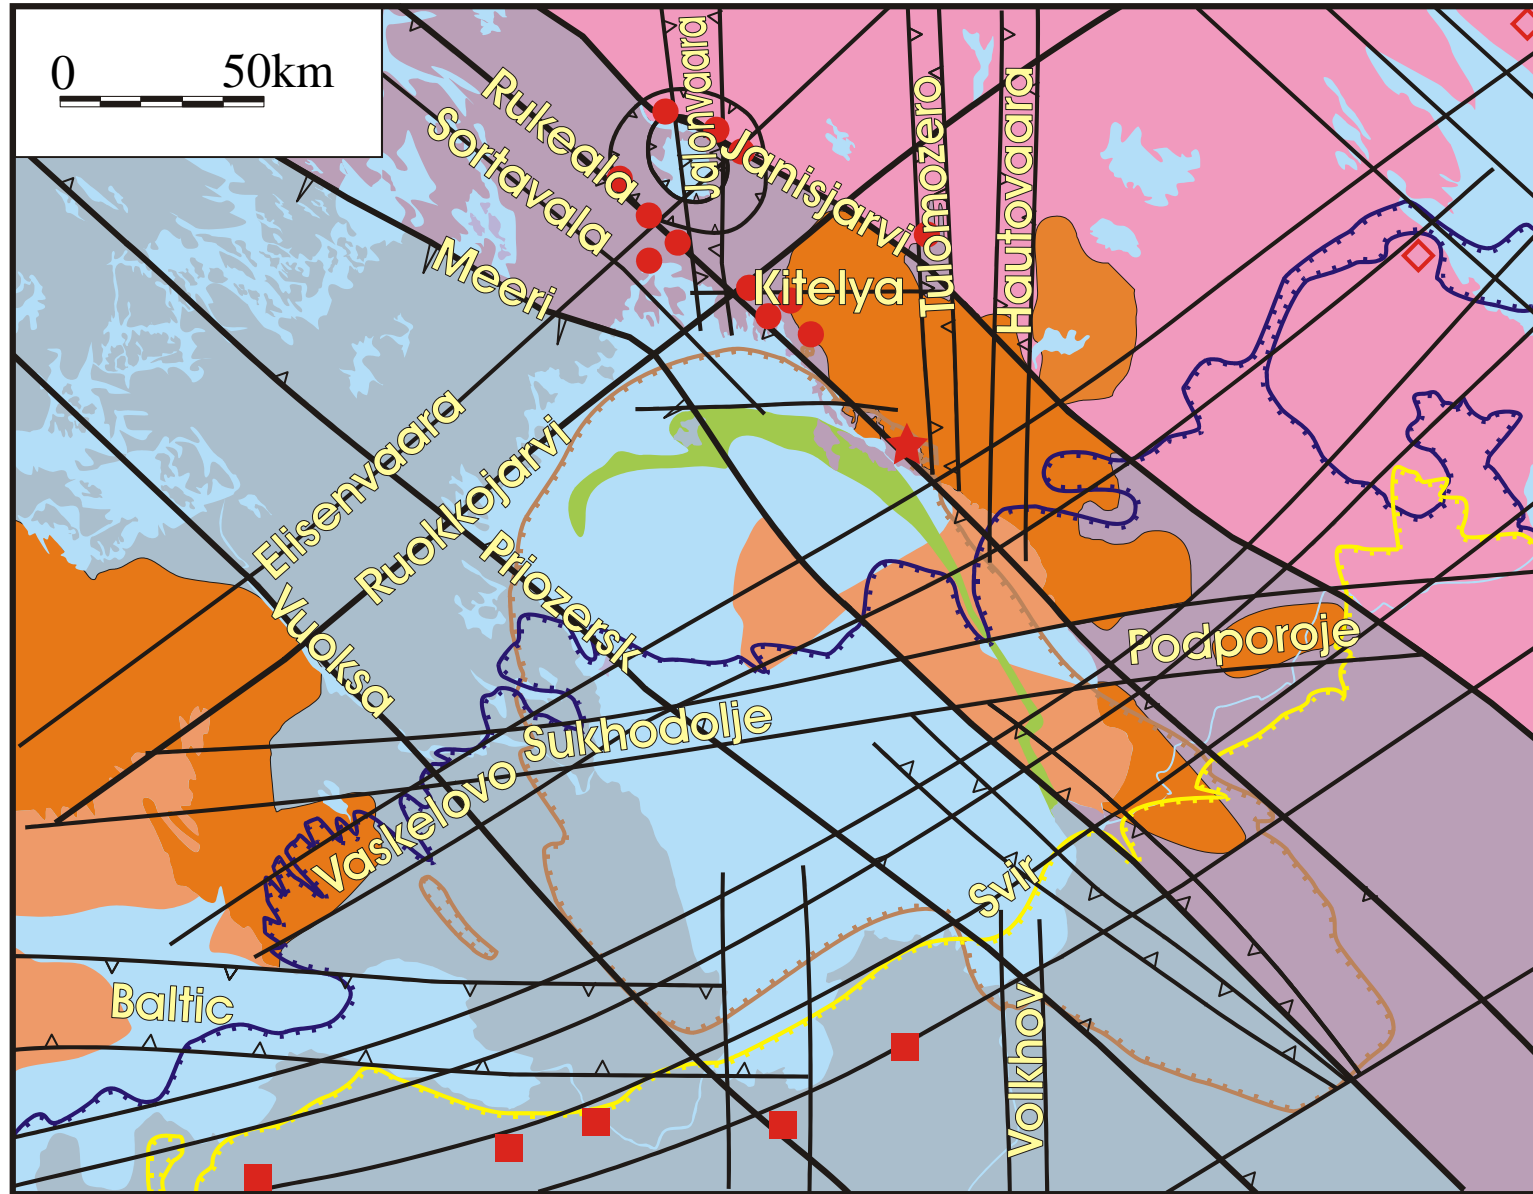 0 50km
Jalonvaara
Rukeala
Sortavala
Janisjarvi
Tulomozero
Hautovaara
Meeri
Kitelya
Elisenvaara
Ruokkojarvi
Priozersk
Vuoksa
Podporoje
Sukhodolje
Vaskelovo
Svir
Baltic
Volkhov